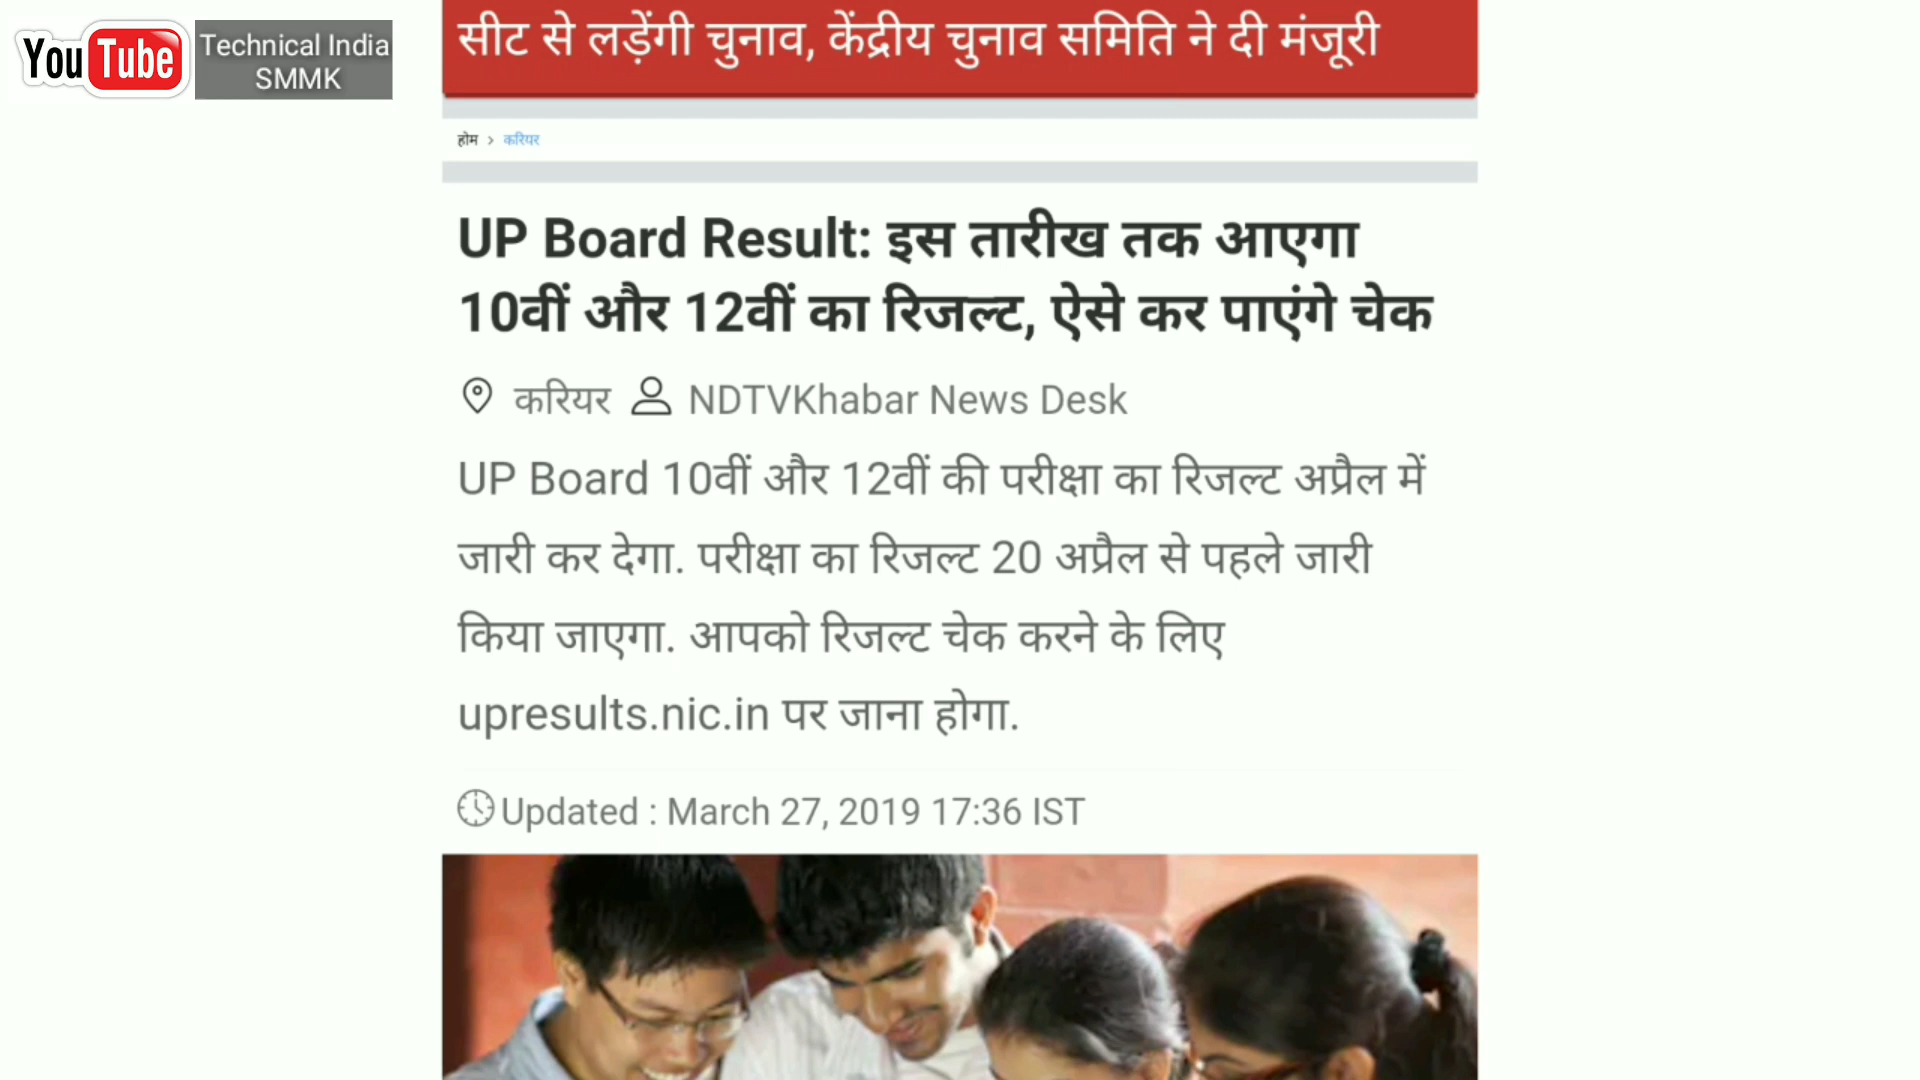 YouTube
Technical India
SMMK
सीट से लड़ेंगी चुनाव, केंद्रीय चुनाव समिति ने दी मंजूरी
होम › करियर
UP Board Result: इस तारीख तक आएगा
10वीं और 12वीं का रिजल्ट, ऐसे कर पाएंगे चेक
करियर NDTVKhabar News Desk
UP Board 10वीं और 12वीं की परीक्षा का रिजल्ट अप्रैल में
जारी कर देगा. परीक्षा का रिजल्ट 20 अप्रैल से पहले जारी
किया जाएगा. आपको रिजल्ट चेक करने के लिए
upresults.nic.in पर जाना होगा.
Updated : March 27, 2019 17:36 IST